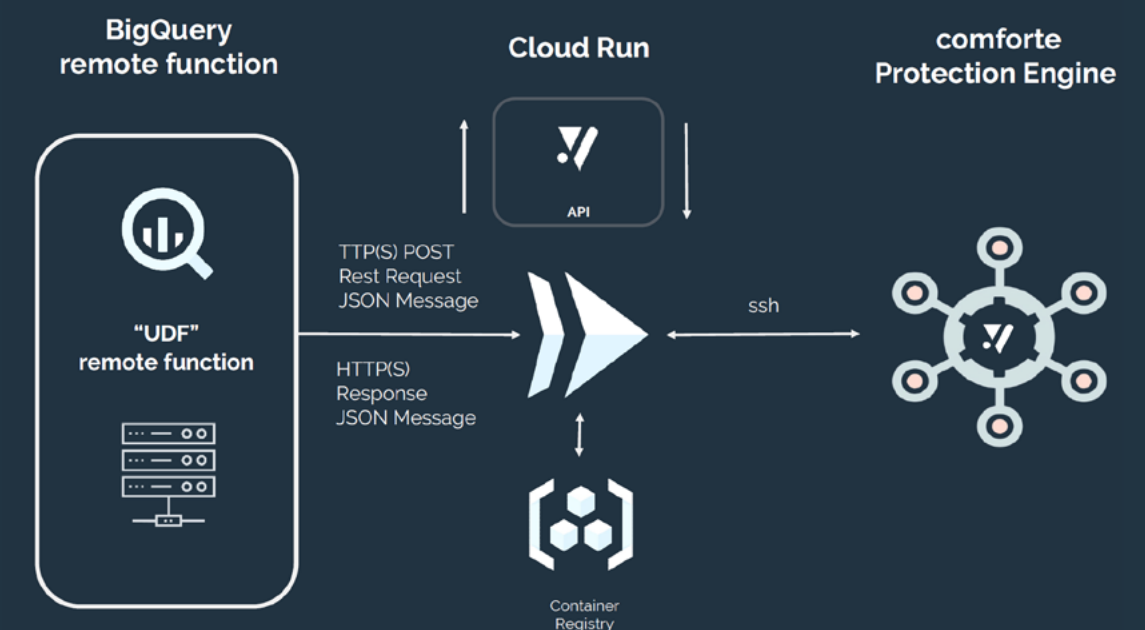 BigQuery
remote function
Cloud Run
comforte
Protection Engine
API
TTP(S) POST
Rest Request
JSON Message
ssh
“UDF”
remote function
HTTP(S)
Response
JSON Message
Container
Registry